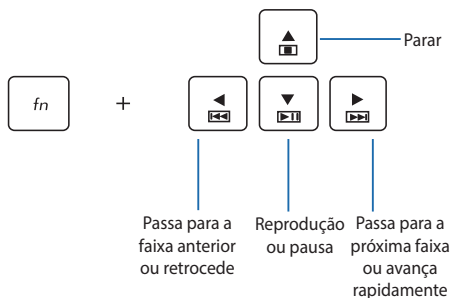 Parar
fn
+
Passa para a
faixa anterior
ou retrocede
Reprodução
ou pausa
Passa para a
próxima faixa
ou avança
rapidamente